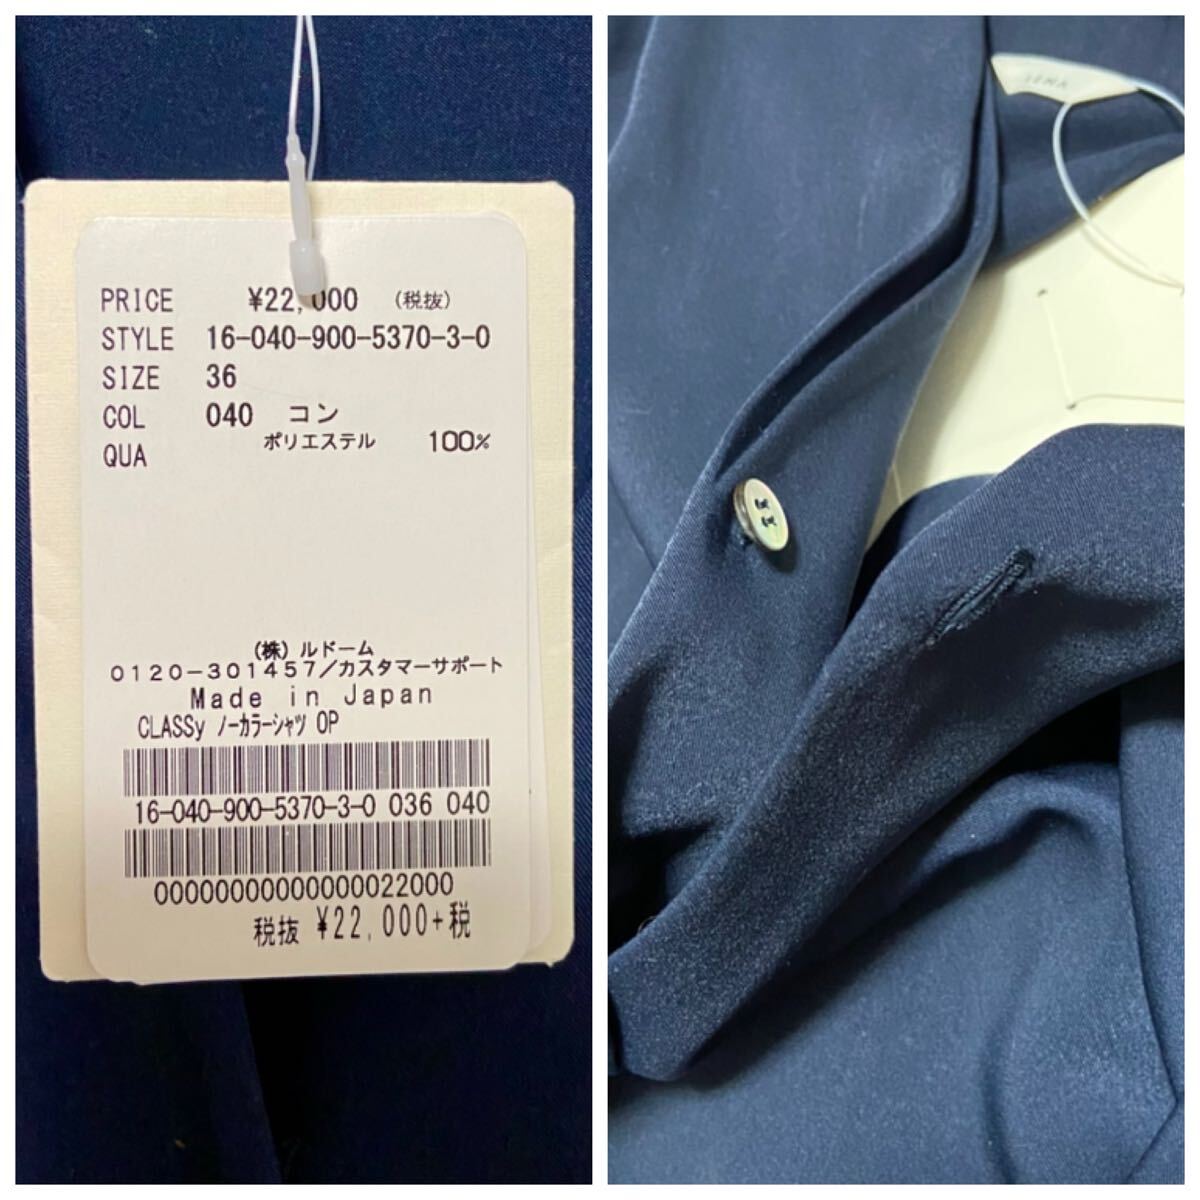 PRICE ¥22,000 (税抜)
STYLE 16-040-900-5370-3-0
SIZE 36
COL 040 コン
QUA ポリエステル 100%
(株)ルドーム
0120-301457/カスタマーサポート
Made in Japan
CLASSy ノーカラーシャツ OP
16-040-900-5370-3-0 036 040
00000000000000022000
税抜 ¥22,000+税
IENA